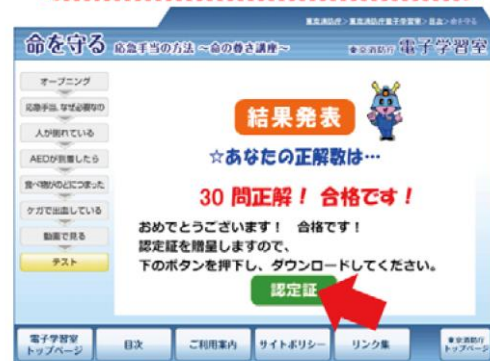 東京消防庁>東京消防庁電子学習室>目次>命を守る
命を守る 応急手当の方法 ~命の尊さ講座~
東京消防庁 電子学習室
オープニング
応急手当、なぜ必要なの
人が倒れている
AEDが到着したら
食べ物がのどにつまった
ケガで出血している
動画で見る
テスト
結果発表
☆あなたの正解数は…
30 問正解! 合格です!
おめでとうございます! 合格です!
認定証を贈呈しますので、
下のボタンを押下し、ダウンロードしてください。
認定証
電子学習室
トップページ
目次
ご利用案内
サイトポリシー
リンク集
東京消防庁
トップページ